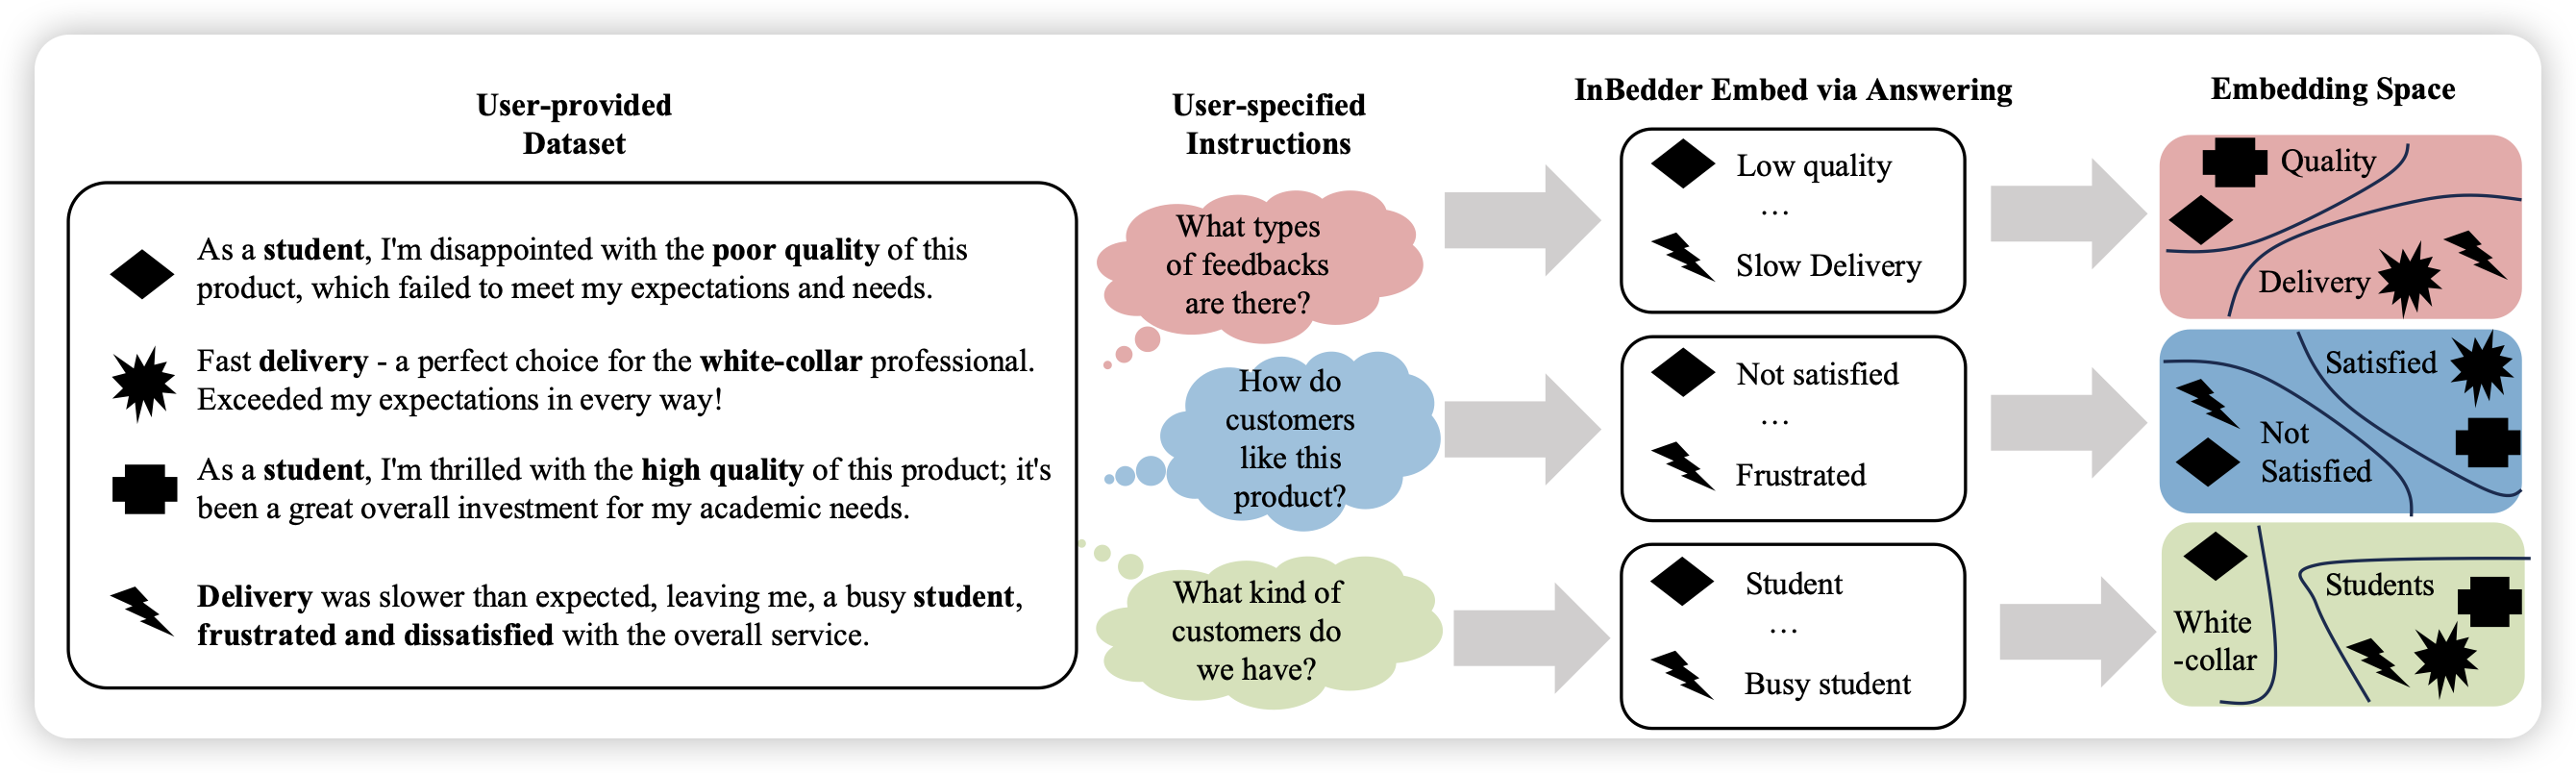 User-provided
Dataset
As a student, I'm disappointed with the poor quality of this
product, which failed to meet my expectations and needs.
Fast delivery - a perfect choice for the white-collar professional.
Exceeded my expectations in every way!
As a student, I'm thrilled with the high quality of this product; it's
been a great overall investment for my academic needs.
Delivery was slower than expected, leaving me, a busy student,
frustrated and dissatisfied with the overall service.
User-specified
Instructions
What types
of feedbacks
are there?
How do
customers
like this
product?
What kind of
customers do
we have?
InBedder Embed via Answering
Low quality
...
Slow Delivery
Not satisfied
...
Frustrated
Student
...
Busy student
Embedding Space
Quality
Delivery
Satisfied
Not
Satisfied
Students
White
-collar